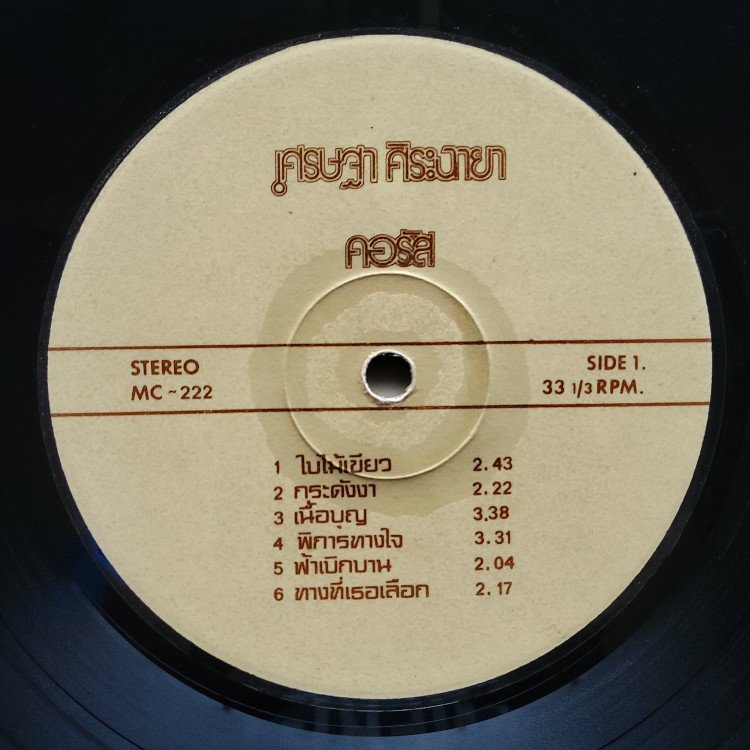 เศรษฐา ศิระฉายา
คอรัส
STEREO
MC ~ 222
SIDE 1.
33 1/3 RPM.
1 ใบไม้เขียว 2.43
2 กระดังงา 2.22
3 เนื้อบุญ 3.38
4 พิการทางใจ 3.31
5 ฟ้าเบิกบาน 2.04
6 ทางที่เธอเลือก 2.17